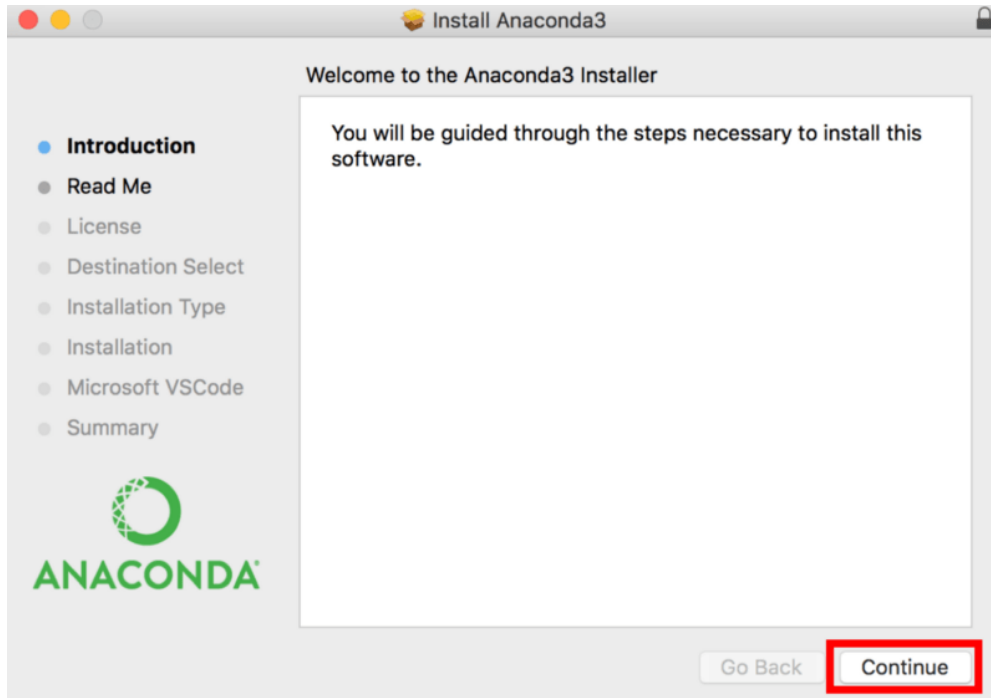 Install Anaconda3
Welcome to the Anaconda3 Installer
You will be guided through the steps necessary to install this
software.
Introduction
Read Me
License
Destination Select
Installation Type
Installation
Microsoft VSCode
Summary
ANACONDA
Go Back
Continue